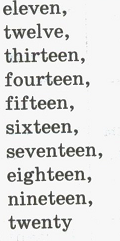 eleven,
twelve,
thirteen,
fourteen,
fifteen,
sixteen,
seventeen,
eighteen,
nineteen,
twenty